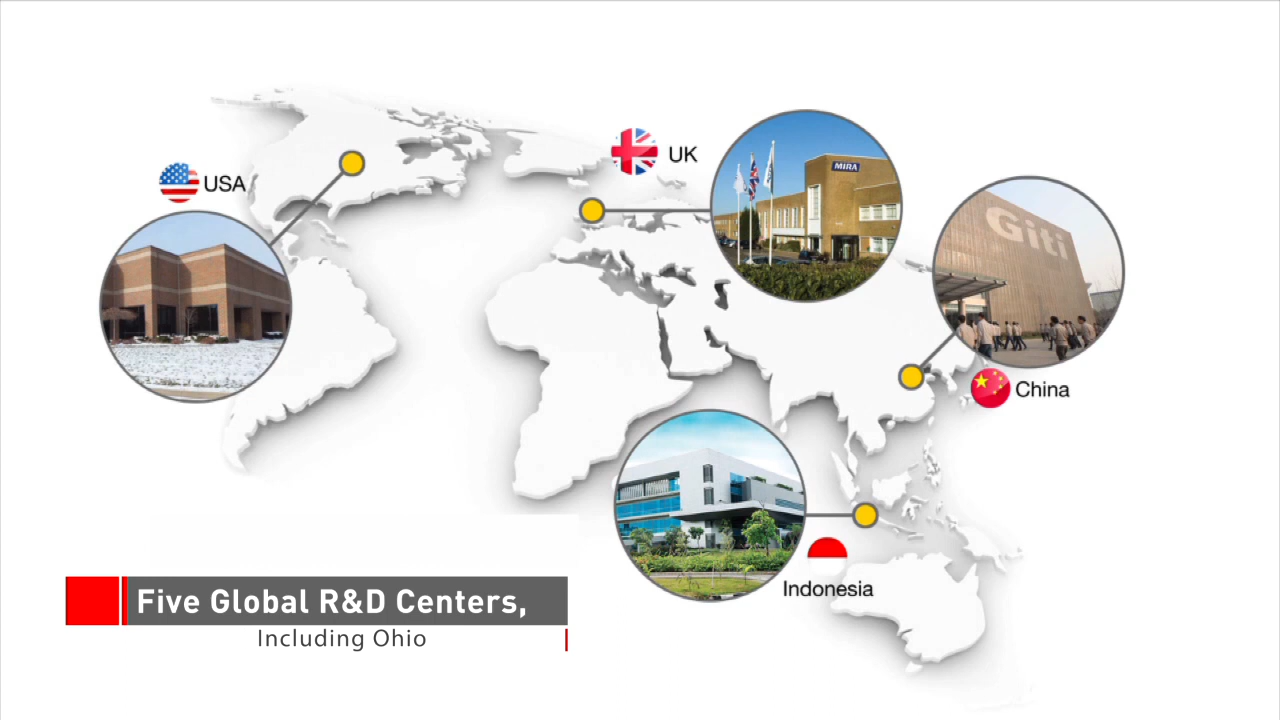 USA
UK
MIRA
Giti
China
Indonesia
Five Global R&D Centers,
Including Ohio